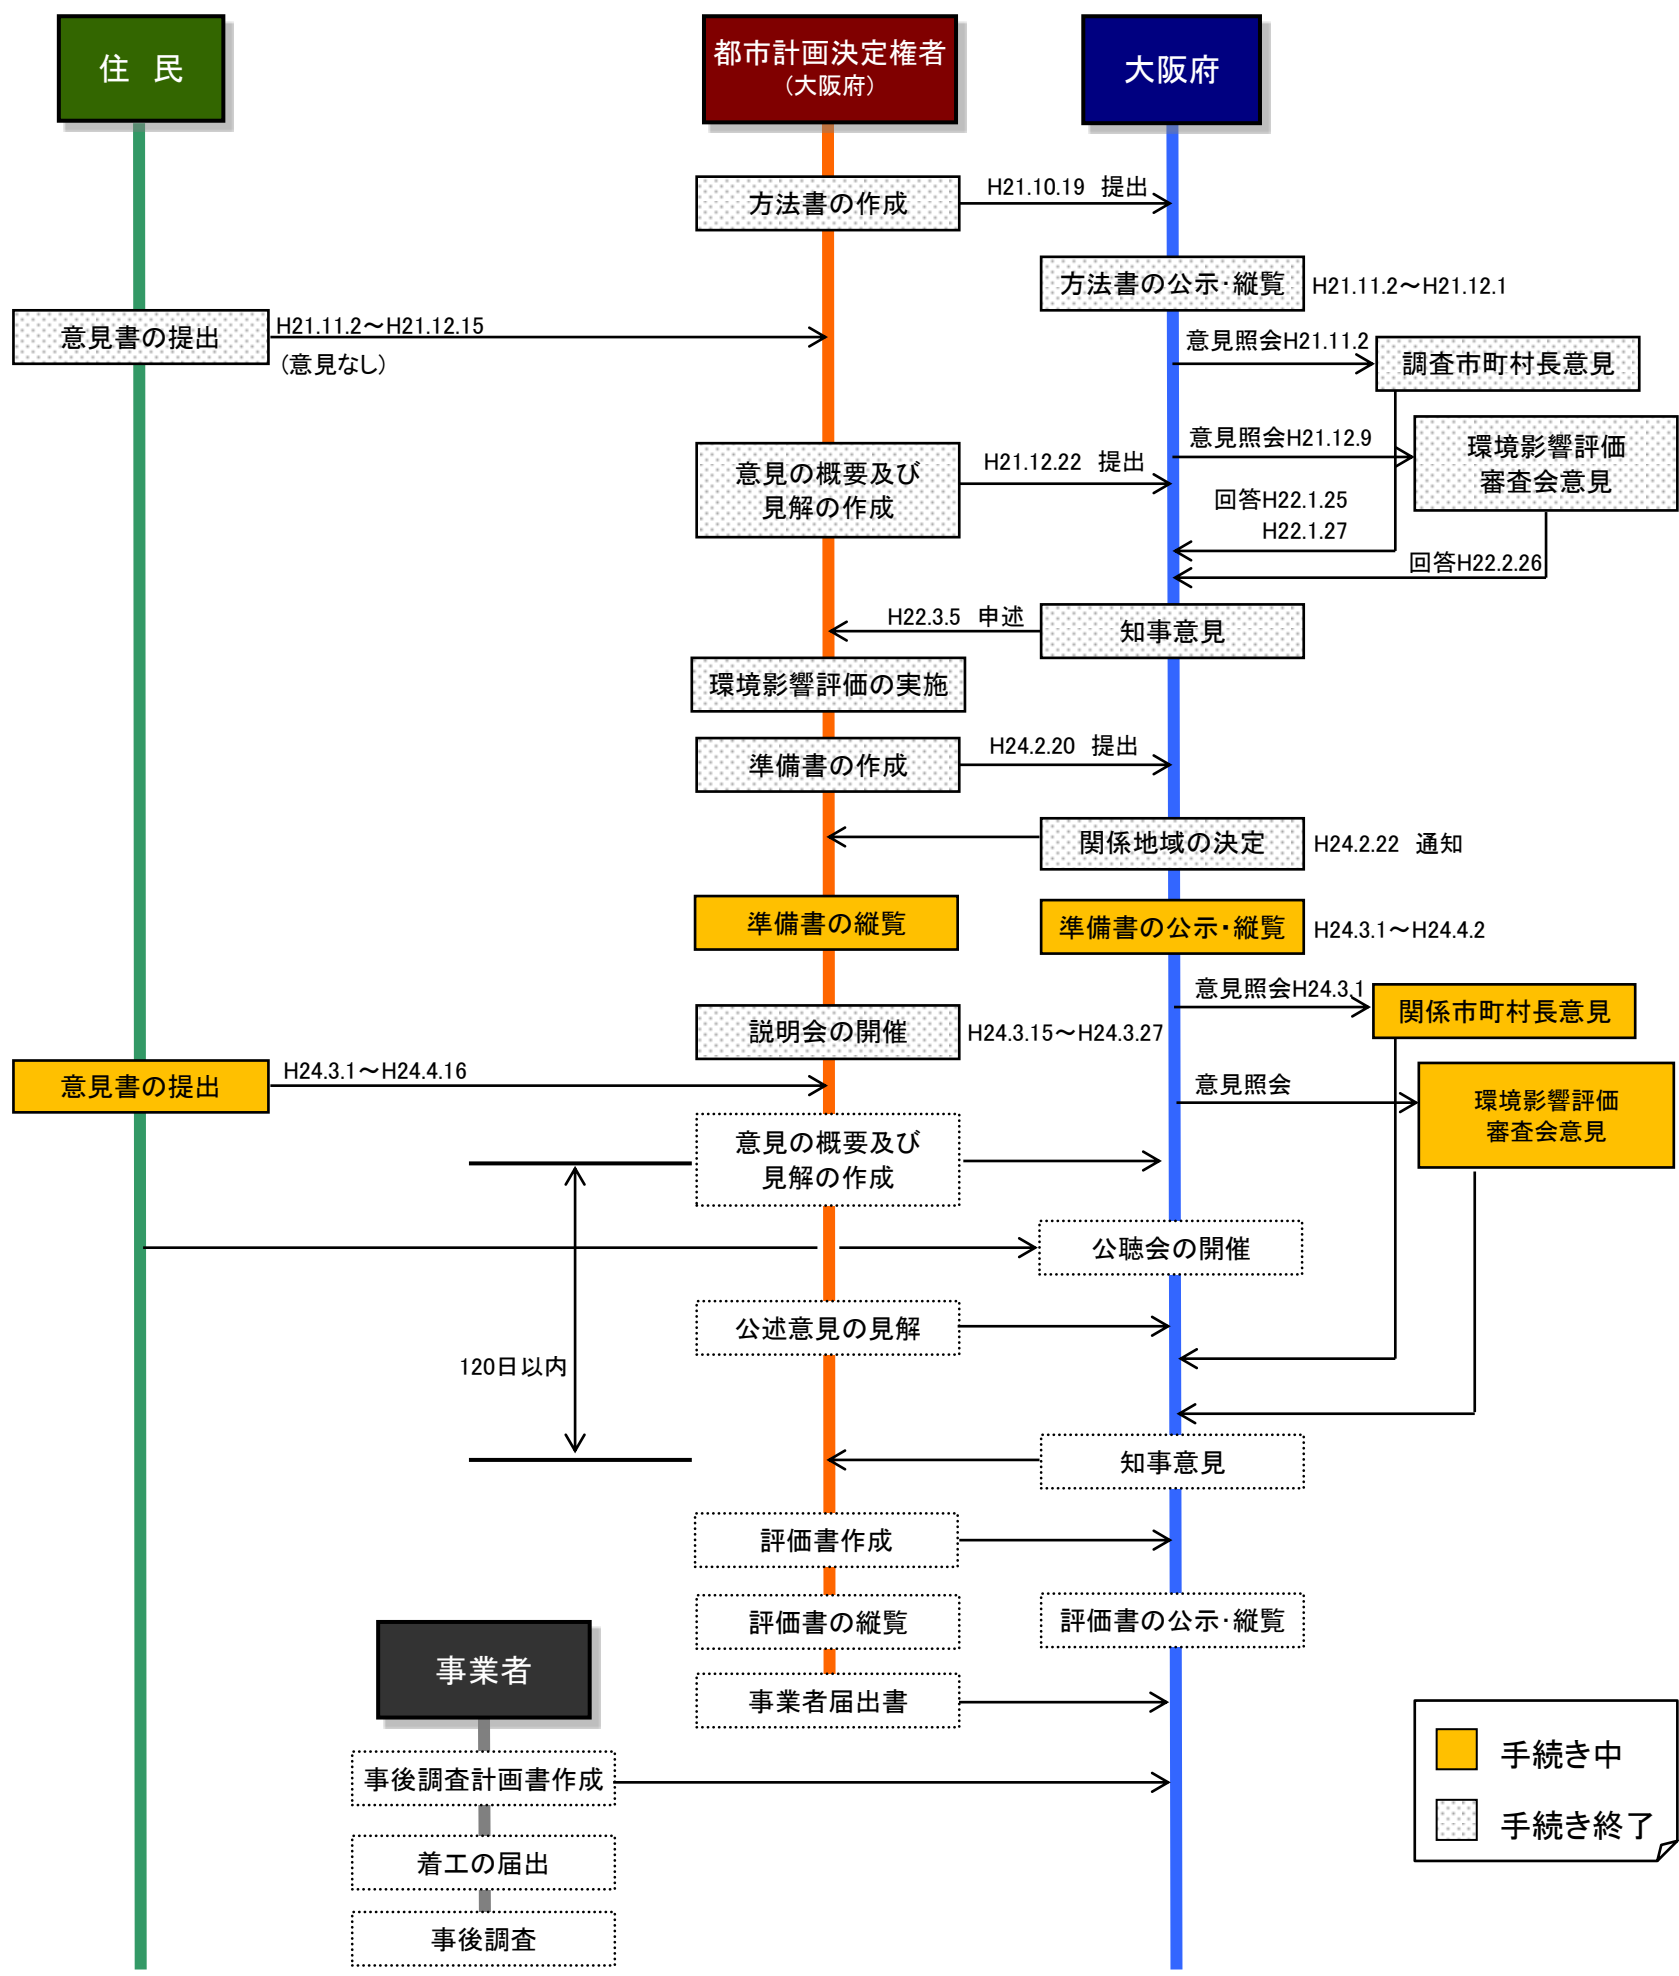 住 民
都市計画決定権者
（大阪府）
大阪府
方法書の作成
H21.10.19 提出
方法書の公示・縦覧
H21.11.2～H21.12.1
意見書の提出
H21.11.2～H21.12.15
（意見なし）
意見照会H21.11.2
調査市町村長意見
意見の概要及び
見解の作成
H21.12.22 提出
意見照会H21.12.9
環境影響評価
審査会意見
回答H22.1.25
H22.1.27
回答H22.2.26
H22.3.5 申述
知事意見
環境影響評価の実施
準備書の作成
H24.2.20 提出
関係地域の決定
H24.2.22 通知
準備書の縦覧
準備書の公示・縦覧
H24.3.1～H24.4.2
意見照会H24.3.1
関係市町村長意見
説明会の開催
H24.3.15～H24.3.27
意見書の提出
H24.3.1～H24.4.16
意見照会
環境影響評価
審査会意見
意見の概要及び
見解の作成
公聴会の開催
公述意見の見解
120日以内
知事意見
評価書作成
評価書の縦覧
評価書の公示・縦覧
事業者
事業者届出書
事後調査計画書作成
着工の届出
事後調査
手続き中
手続き終了